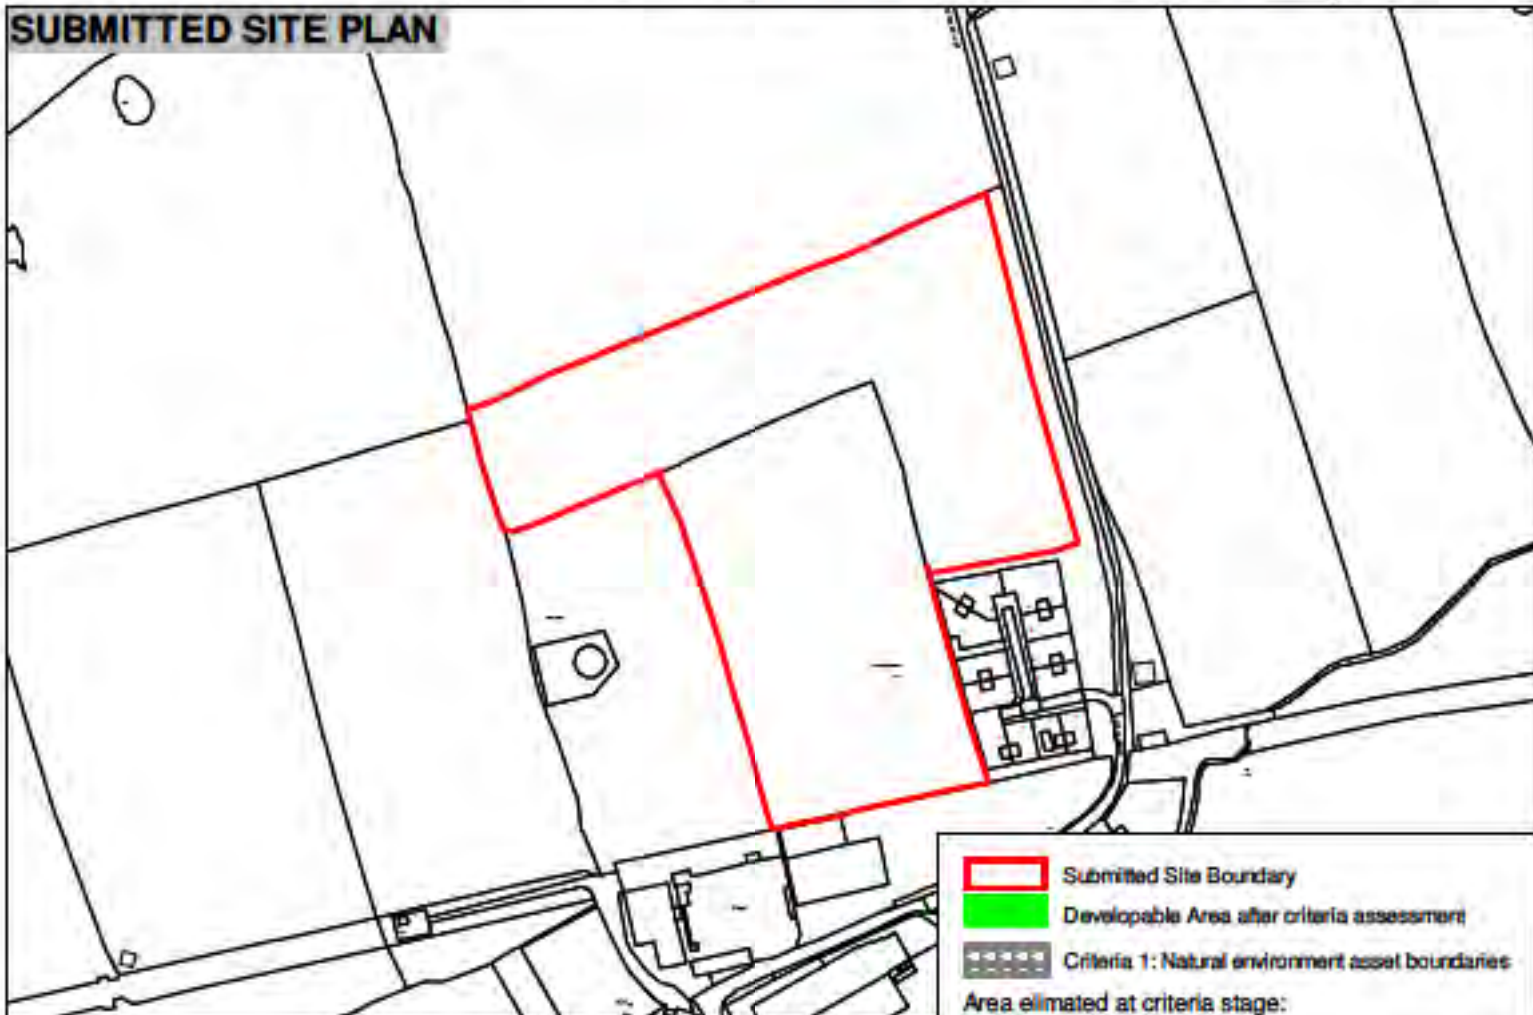 SUBMITTED SITE PLAN
Submitted Site Boundary
Developable Area after criteria assessment
Criteria 1: Natural environment asset boundaries
Area elimated at criteria stage: